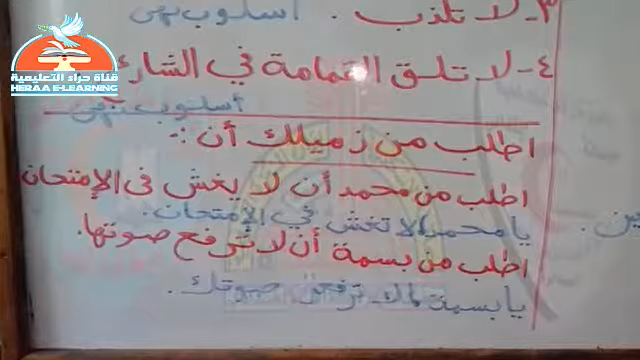 ٣- لا تكذب . أسلوب نهي
قناة حراء التعليمية
HERAA E-LEARNING
٤- لا تلق القمامة في الشارع
أسلوب نهي
اطلب من زميلك أن :-
اطلب من محمد أن لا يغش في الإمتحان
يا محمد لا تغش في الإمتحان.
اطلب من بسمة أن لا ترفع صوتها.
يا بسمة صوتك.